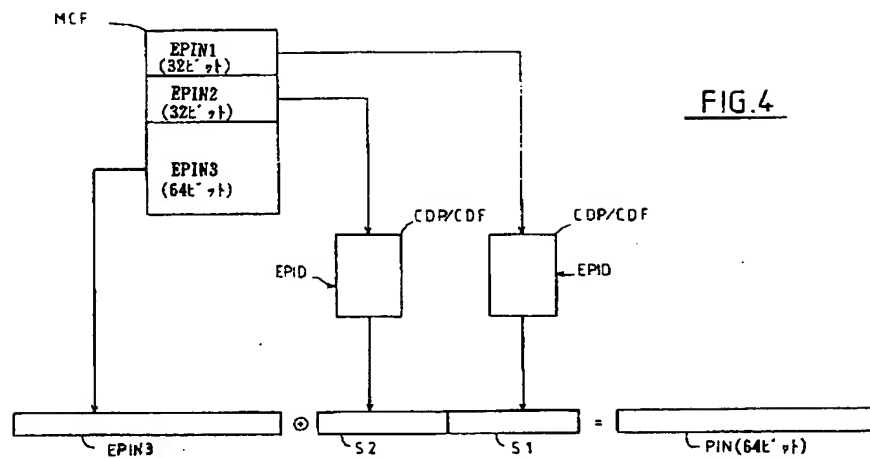 MCF
EPIN1
(32ビット)
EPIN2
(32ビット)
FIG.4
EPIN3
(64ビット)
CDP/CDF
CDP/CDF
EPID
EPID
⊕
=
EPIN3
S2
S1
PIN(64ビット)